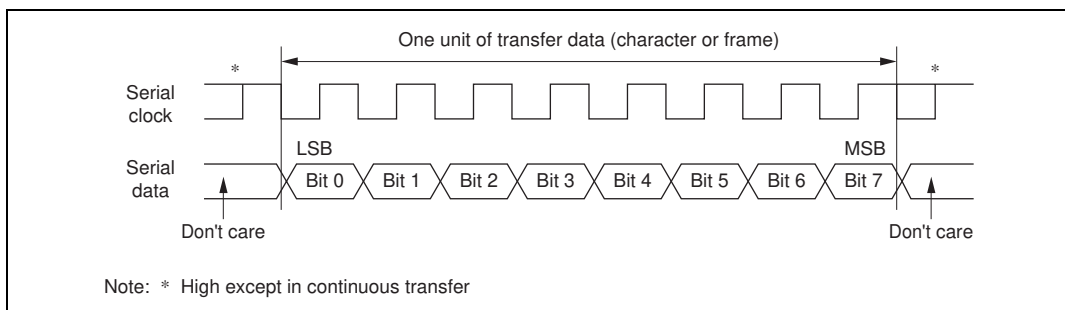 One unit of transfer data (character or frame)
* *
Serial
clock
LSB MSB
Serial
data
Bit 0 Bit 1 Bit 2 Bit 3 Bit 4 Bit 5 Bit 6 Bit 7
Don't care Don't care
Note: * High except in continuous transfer